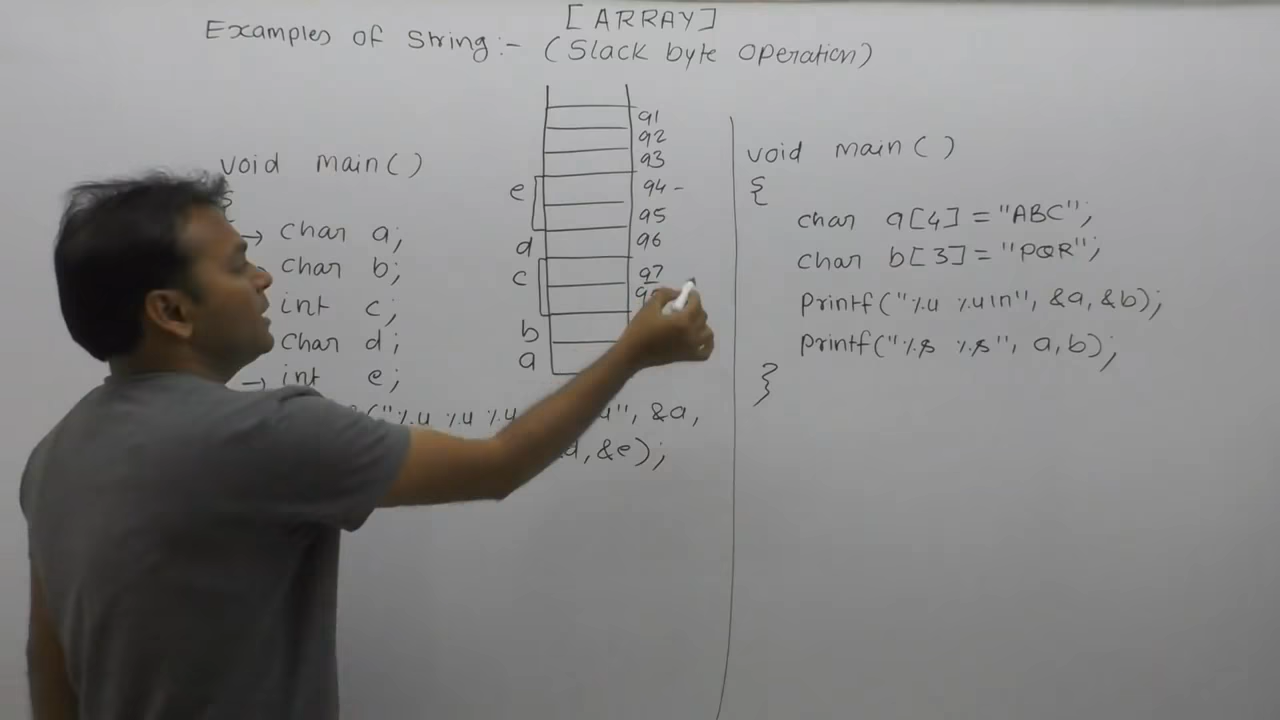 [ARRAY]
Examples of String:- (Slack byte operation)
void main()
{
char a;
char b;
int c;
char d;
int e;
("%u %u %u u", &a,
d, &e);
91
92
93
e 94-
95
d 96
c 97
b
a
void main()
{
char a[4]="ABC";
char b[3]="PQR";
printf("%u %u\n", &a, &b);
printf("%s %s", a, b);
}